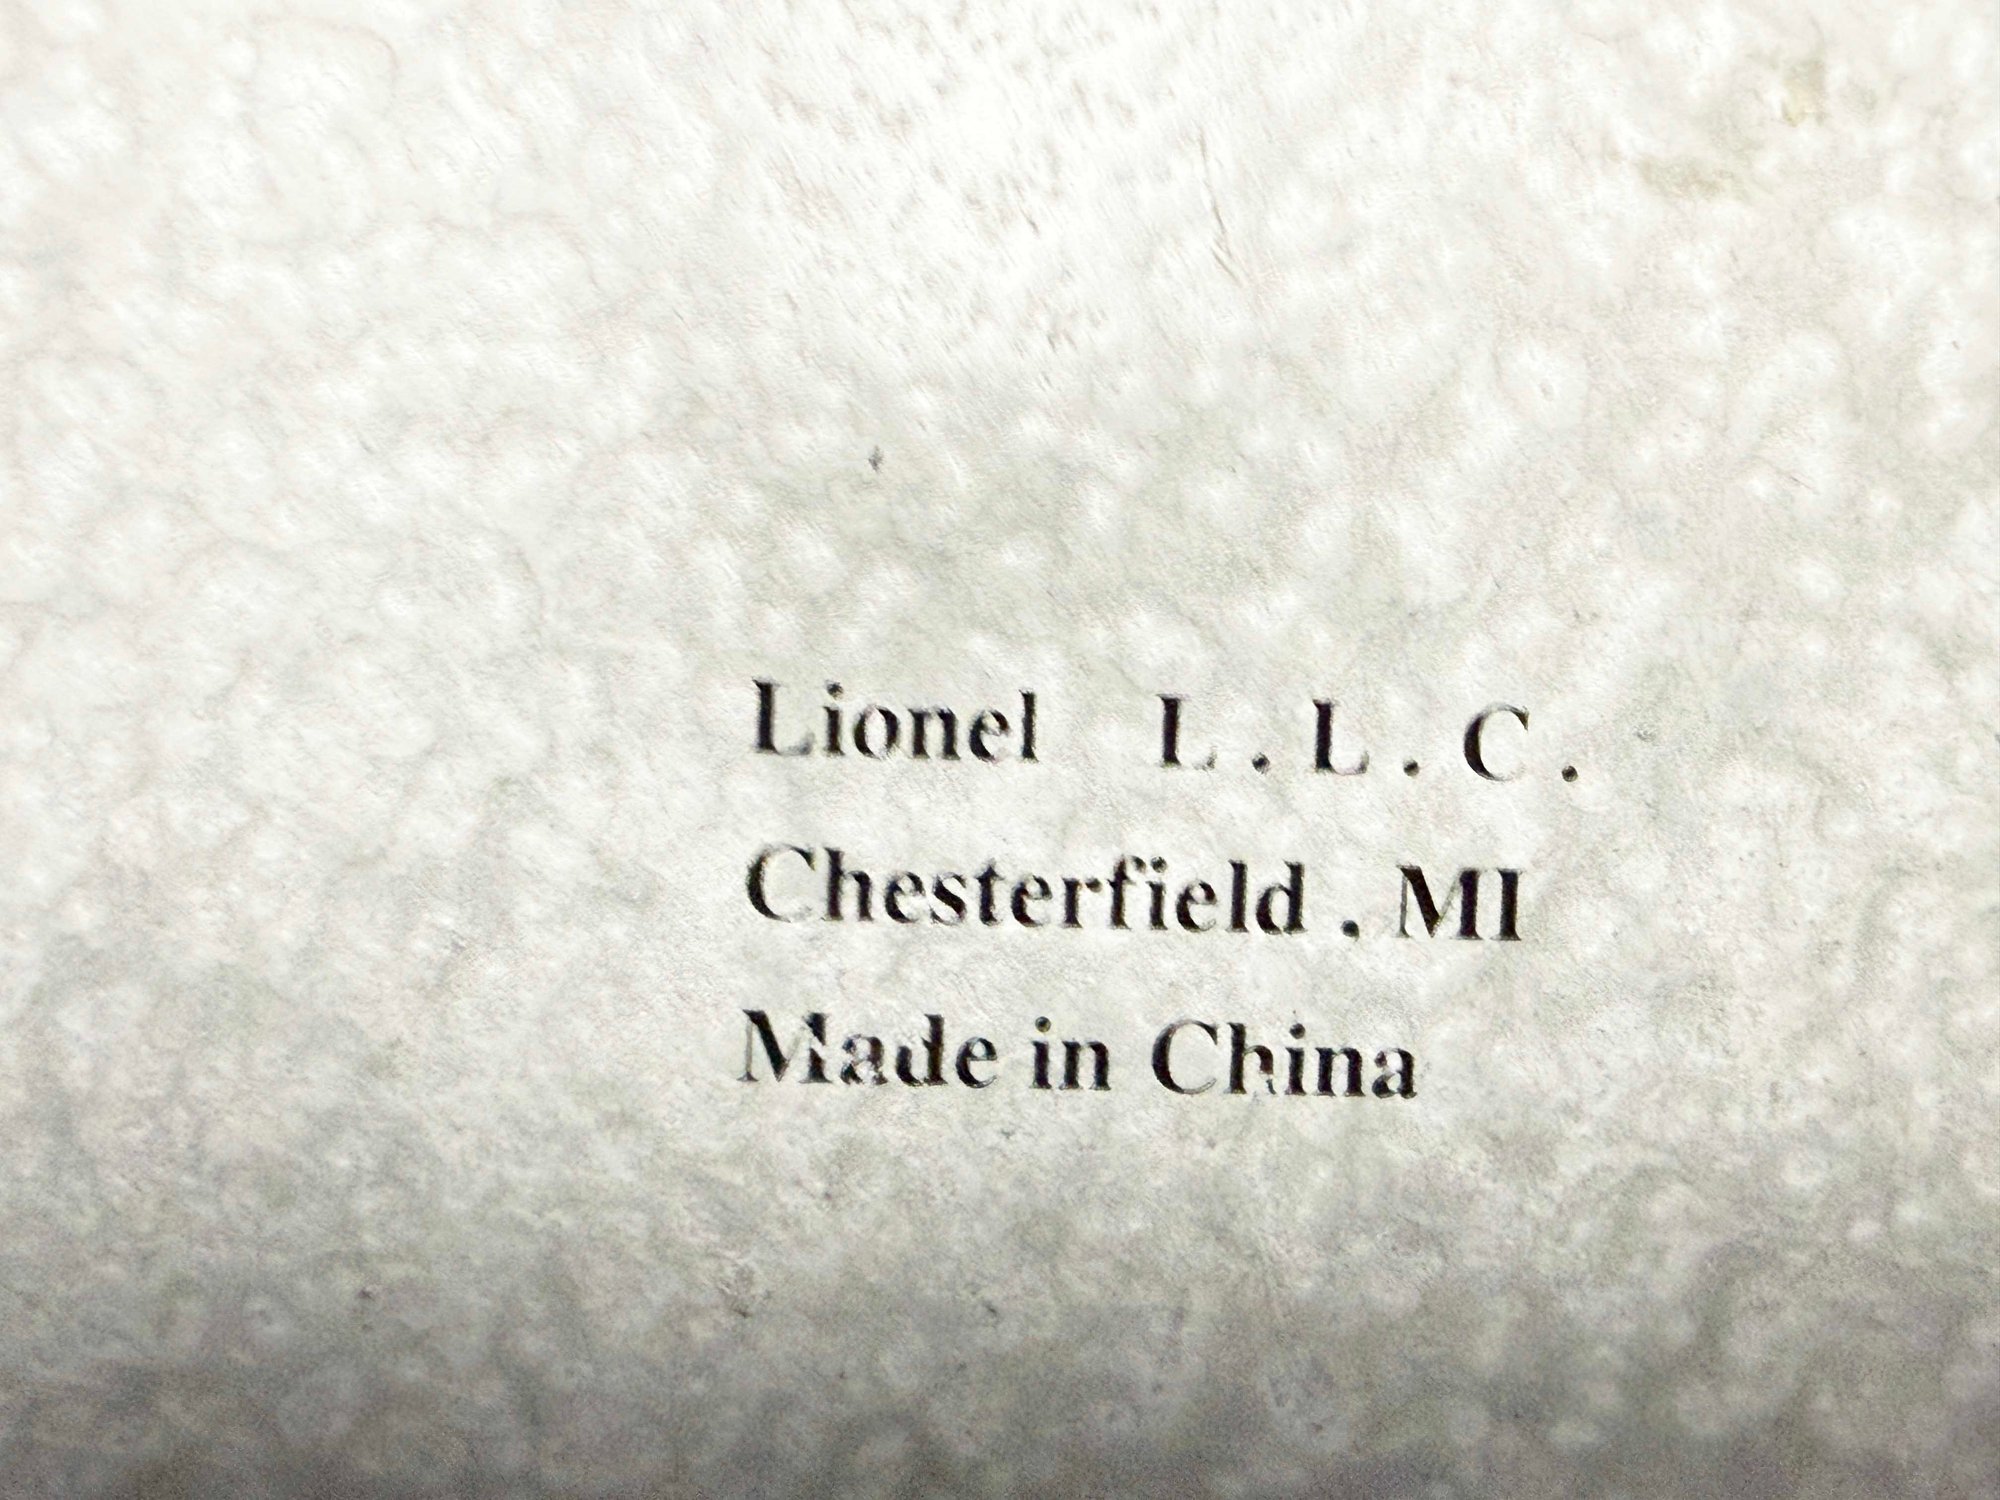 Lionel L.L.C.
Chesterfield, MI
Made in China